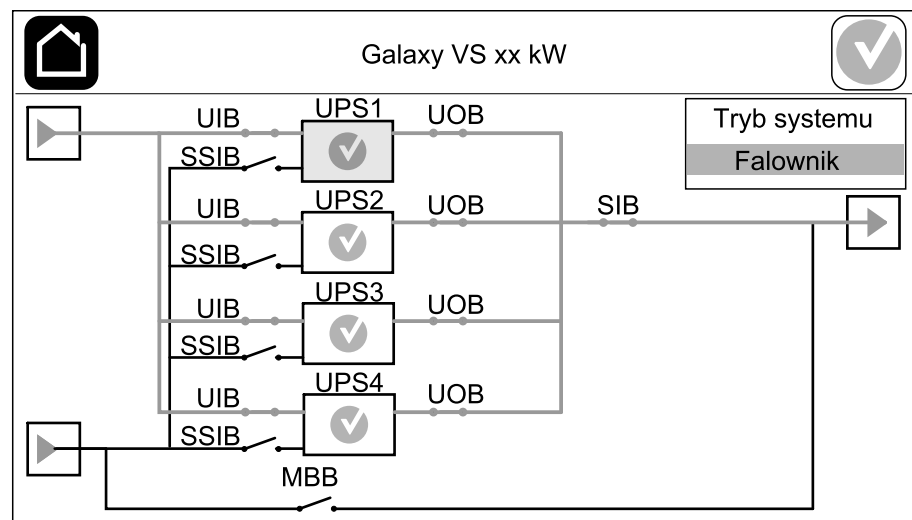 Galaxy VS xx kW
UIB UPS1 UOB
SSIB
Tryb systemu
Falownik
UIB UPS2 UOB SIB
SSIB
UIB UPS3 UOB
SSIB
UIB UPS4 UOB
SSIB
MBB